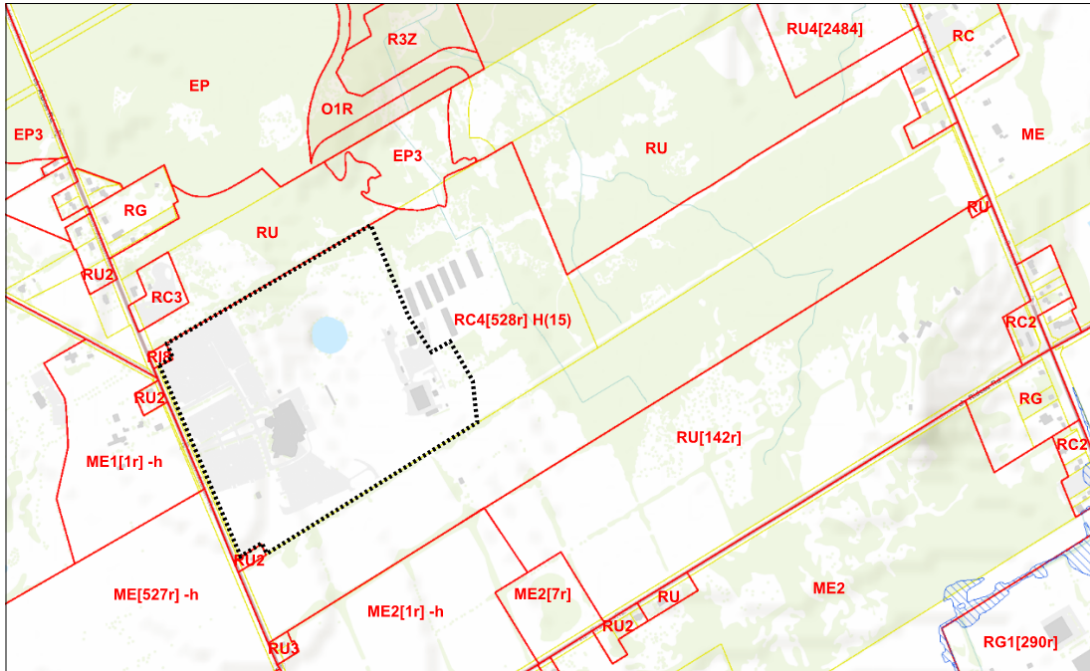 RU4[2484]
RC
R3Z
EP
O1R
EP3
ME
RU
EP3
RG
RU
RU
RU2
RC3
RC4[528r] H(15)
RC2
RI8
RU2
RG
RU[142r]
RC2
ME1[1r] -h
RU2
ME[527r] -h
ME2[1r] -h
ME2[7r]
RU
ME2
RU2
RU3
RG1[290r]